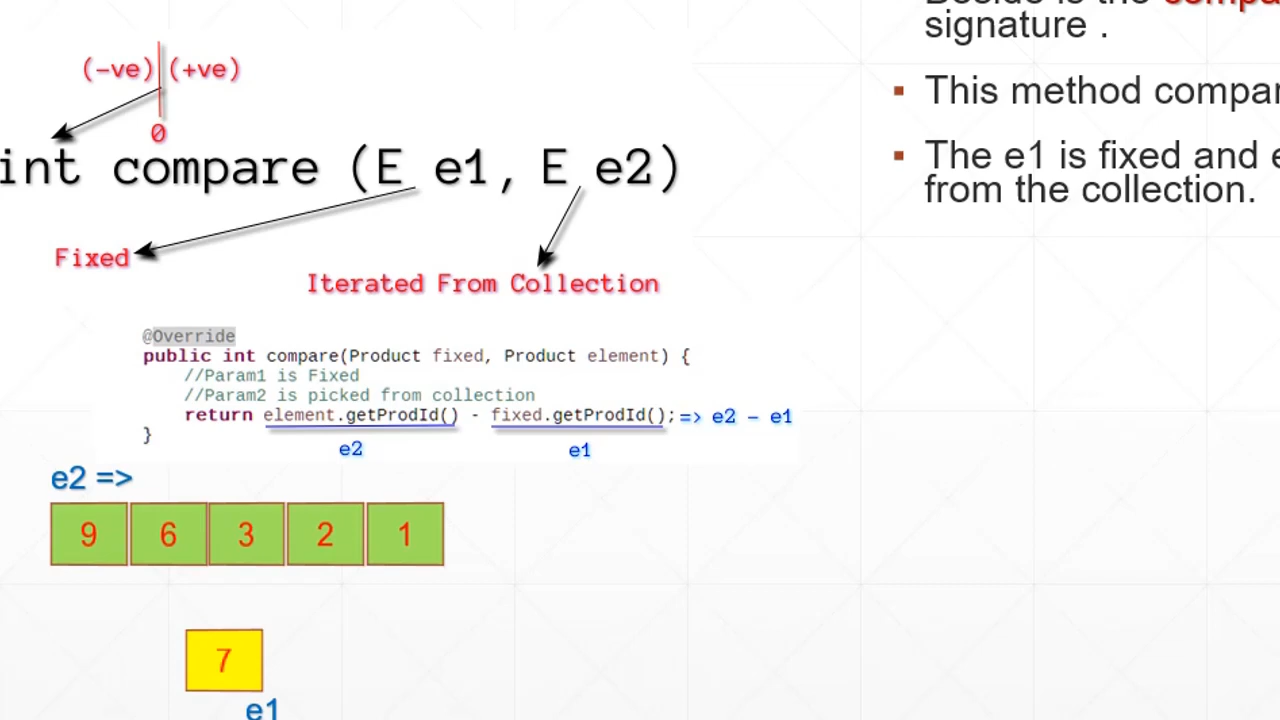 (-ve) (+ve)
0
int compare (E e1, E e2)
Fixed
Iterated From Collection
@Override
public int compare(Product fixed, Product element) {
//Param1 is Fixed
//Param2 is picked from collection
return element.getProdId() - fixed.getProdId(); => e2 - e1
}
e2 e1
e2 =>
9 6 3 2 1
7
e1
signature .
▪ This method compar
▪ The e1 is fixed and e
from the collection.